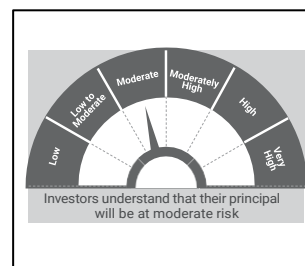 Low
Low to
Moderate
Moderate
Moderately
High
High
Very
High
Investors understand that their principal
will be at moderate risk